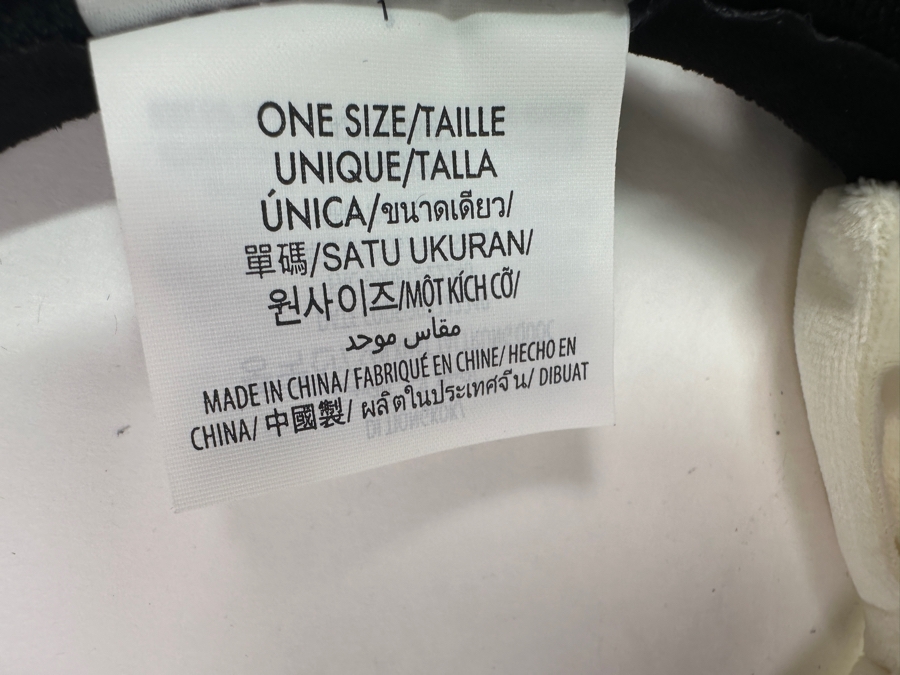 ONE SIZE/TAILLE
UNIQUE/TALLA
ÚNICA/ขนาดเดียว/
單碼/SATU UKURAN/
원사이즈/MỘT KÍCH CỠ/
مقاس موحد
MADE IN CHINA/ FABRIQUÉ EN CHINE/ HECHO EN
CHINA/ 中國製/ ผลิตในประเทศจีน/ DIBUAT